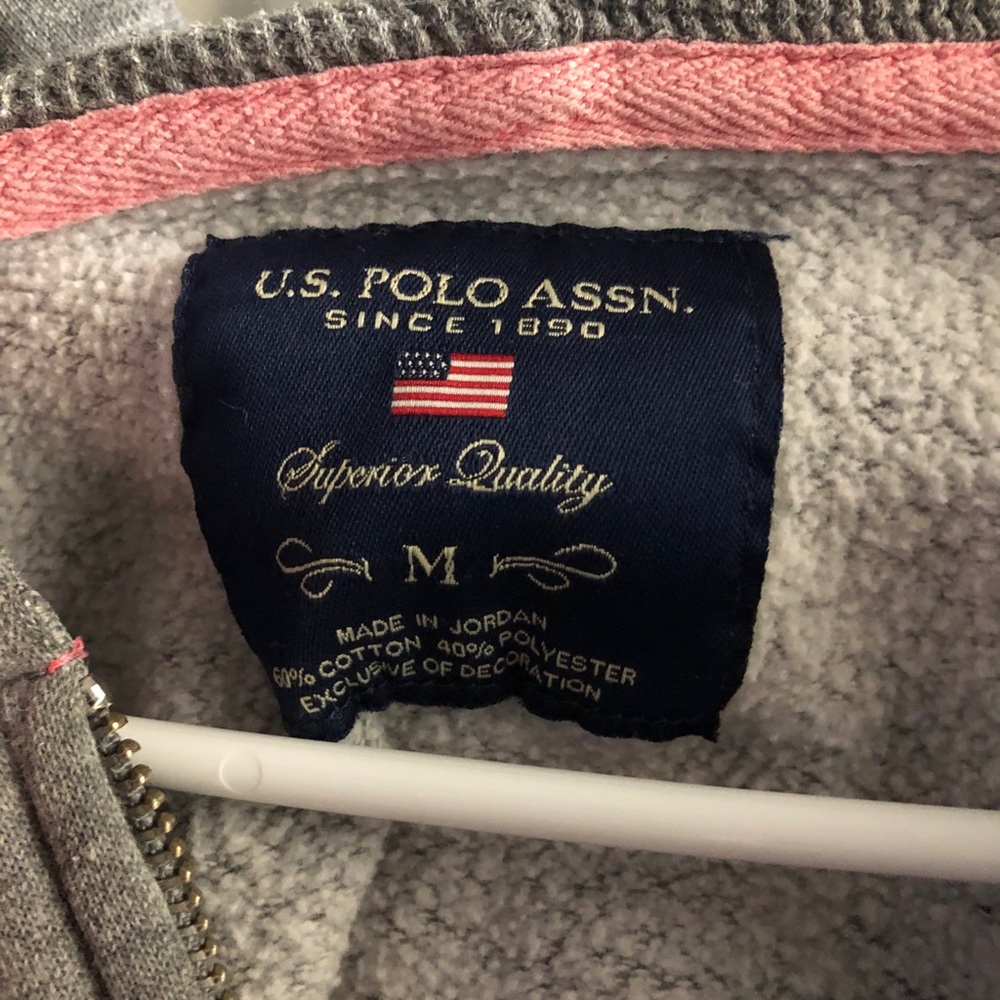 U.S. POLO ASSN.
SINCE 1890
Superior Quality
M
MADE IN JORDAN
60% COTTON 40% POLYESTER
EXCLUSIVE OF DECORATION